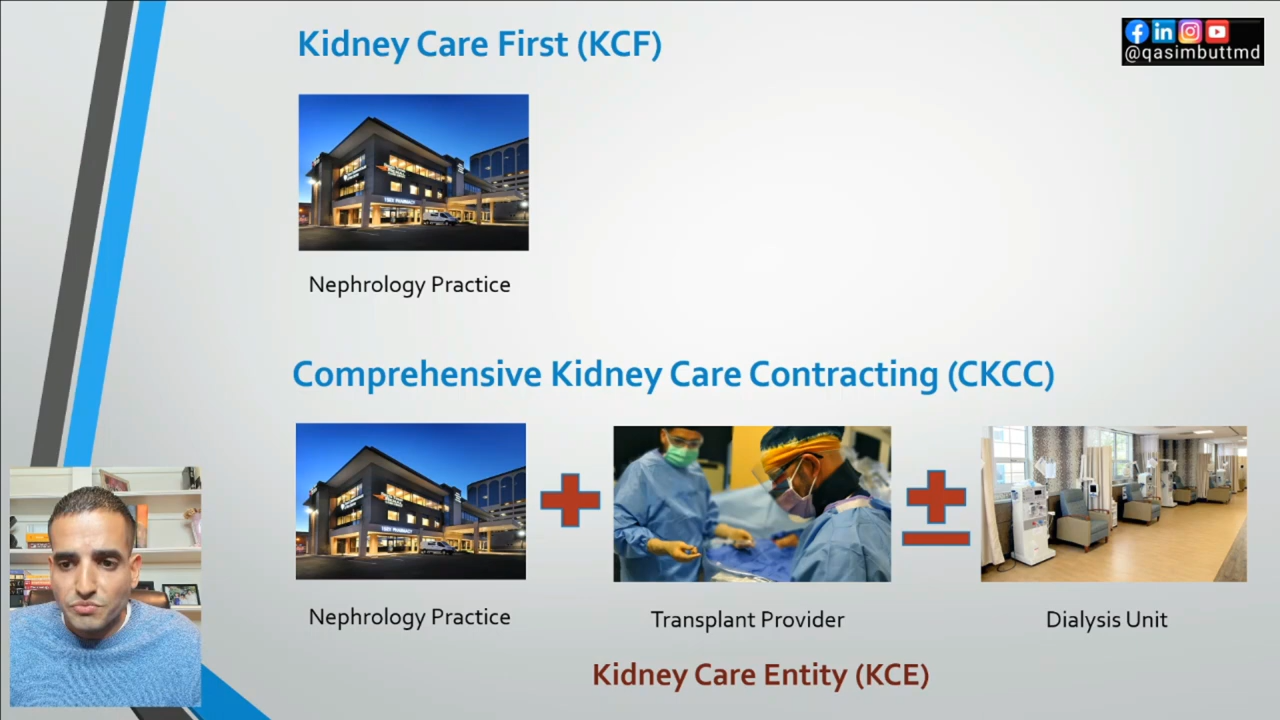 Kidney Care First (KCF)
in
@qasimbuttmd
Nephrology Practice
Comprehensive Kidney Care Contracting (CKCC)
Nephrology Practice
Transplant Provider
Dialysis Unit
Kidney Care Entity (KCE)